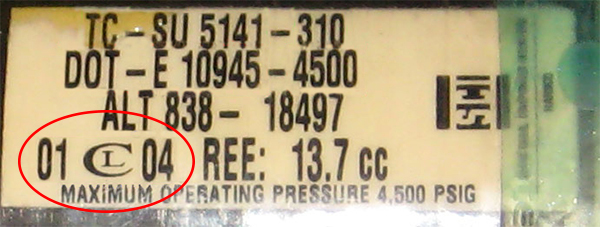 TC-SU 5141-310
DOT-E 10945-4500
ALT 838- 18497
01 CL 04 REE: 13.7 cc
MAXIMUM OPERATING PRESSURE 4,500 PSIG